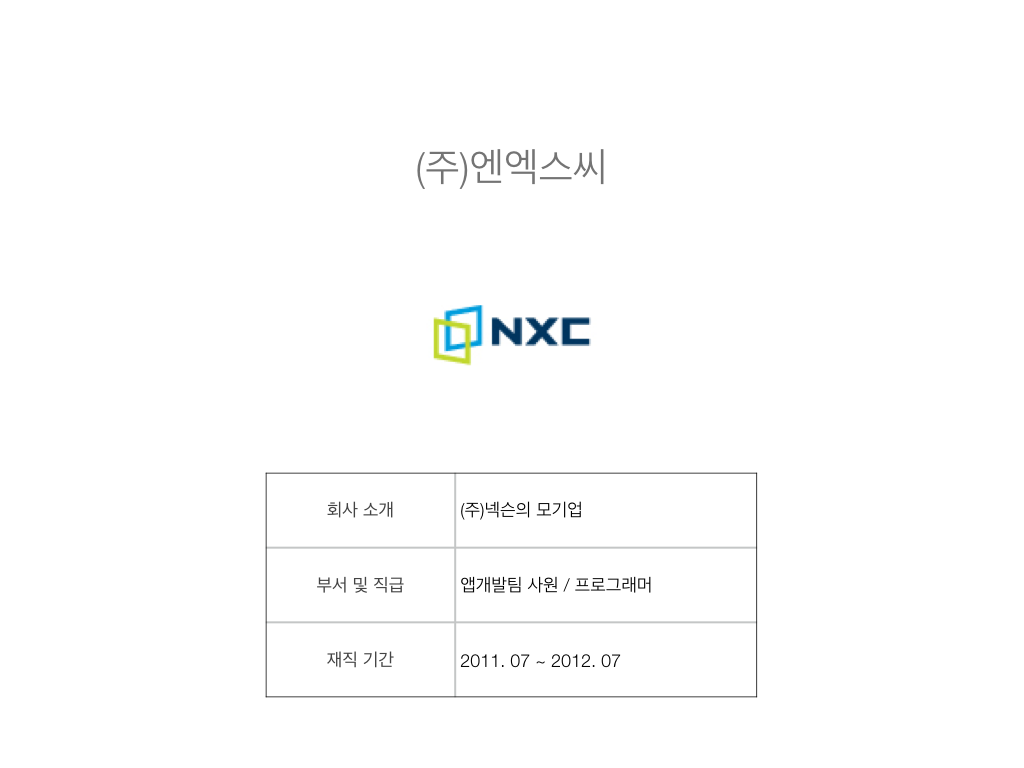 (주)엔엑스씨
NXC
회사 소개 (주)넥슨의 모기업
부서 및 직급 앱개발팀 사원 / 프로그래머
재직 기간 2011. 07 ~ 2012. 07